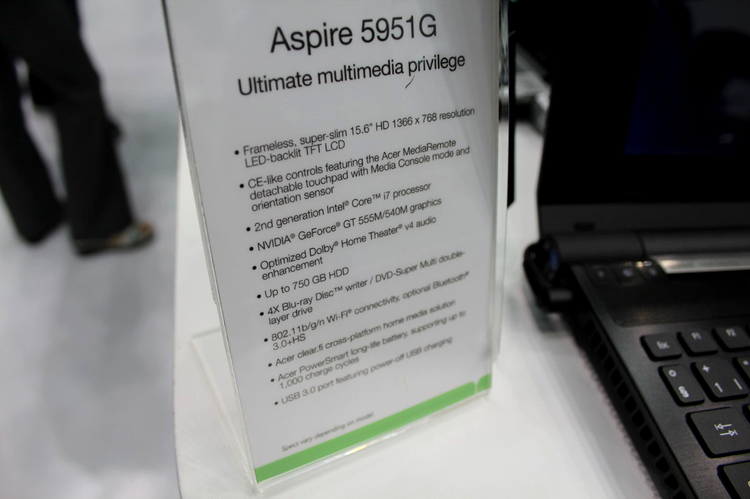 Aspire 5951G
Ultimate multimedia privilege
• Frameless, super-slim 15.6" HD 1366 x 768 resolution
LED-backlit TFT LCD
• CE-like controls featuring the Acer MediaRemote
detachable touchpad with Media Console mode and
orientation sensor
• 2nd generation Intel® Core™ i7 processor
• NVIDIA® GeForce® GT 555M/540M graphics
• Optimized Dolby® Home Theater® v4 audio
enhancement
• Up to 750 GB HDD
• 4X Blu-ray Disc™ writer / DVD-Super Multi double-
layer drive
• 802.11b/g/n Wi-Fi® connectivity, optional Bluetooth®
3.0+HS
• Acer clear.fi cross-platform home media solution
• Acer PowerSmart long-life battery, supporting up to
1,000 charge cycles
• USB 3.0 port featuring power-off USB charging
Specs vary depending on model
Esc F1 F2
§ + 1 !